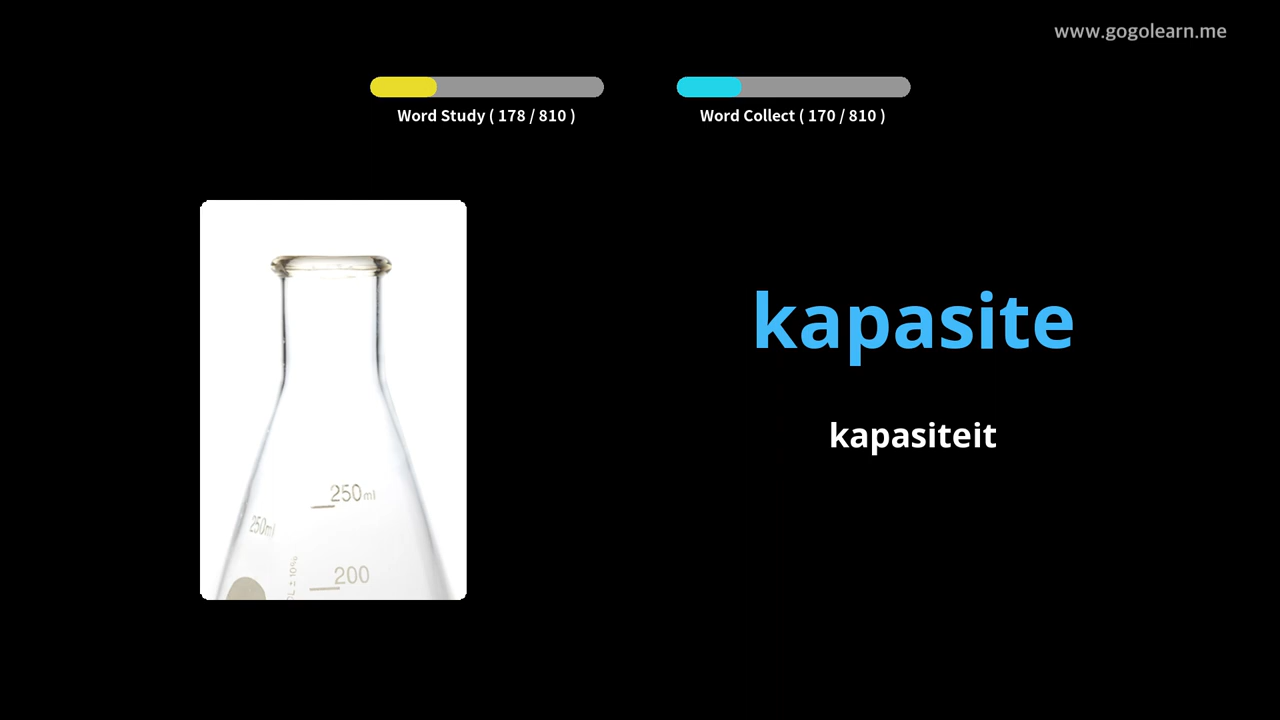 www.gogolearn.me
Word Study ( 178 / 810 )
Word Collect ( 170 / 810 )
kapasite
kapasiteit
250ml
250ml
200